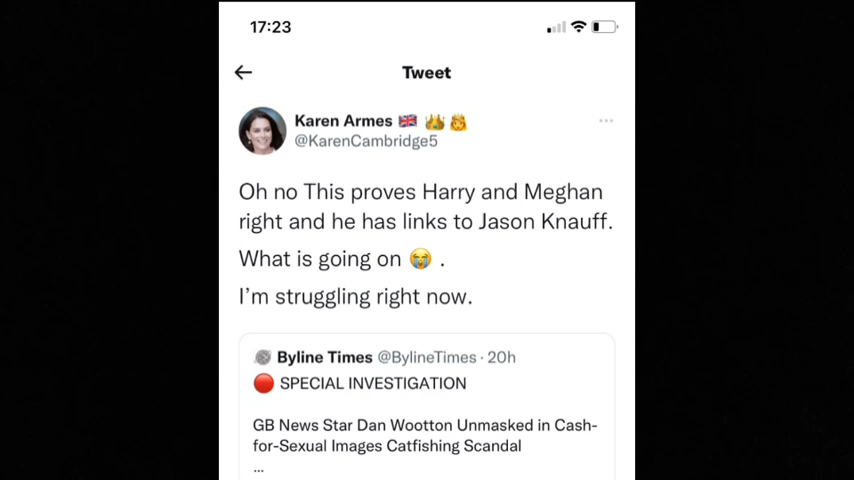 17:23
Tweet
Karen Armes 🇬🇧 👑 👸
@KarenCambridge5
Oh no This proves Harry and Meghan
right and he has links to Jason Knauff.
What is going on 😭 .
I'm struggling right now.
Byline Times @BylineTimes · 20h
🔴 SPECIAL INVESTIGATION
GB News Star Dan Wootton Unmasked in Cash-
for-Sexual Images Catfishing Scandal
...